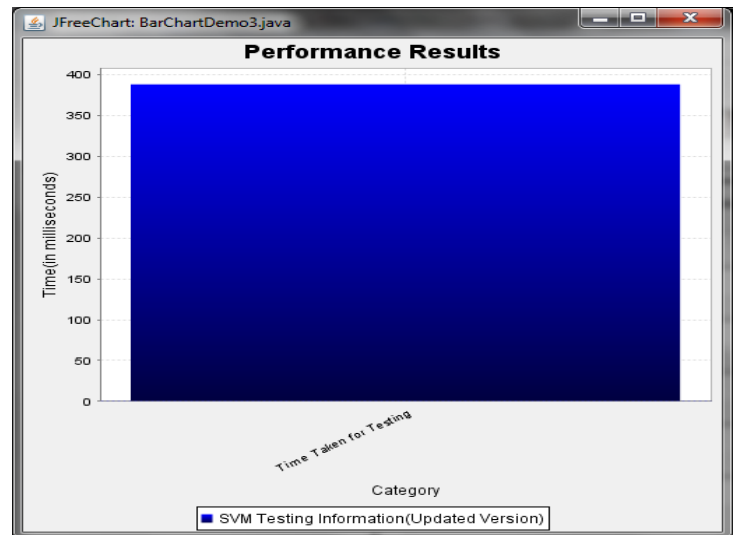 JFreeChart: BarChartDemo3.java
Performance Results
400
350
300
250
200
150
100
50
0
Time(in milliseconds)
Time Taken for Testing
Category
SVM Testing Information(Updated Version)